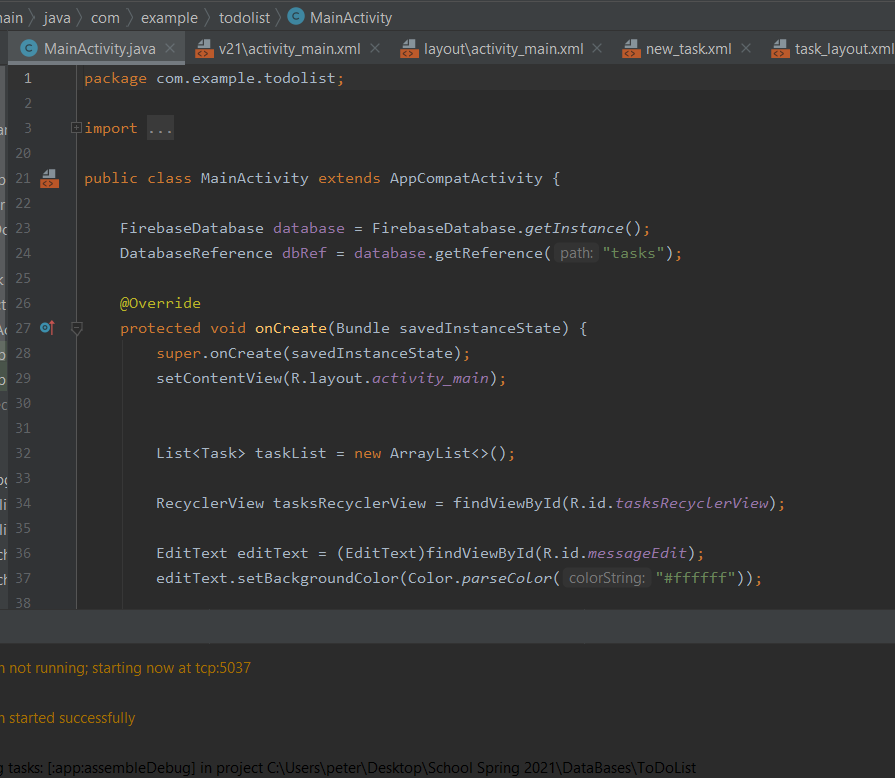 java com example todolist MainActivity
MainActivity.java v21\activity_main.xml layout\activity_main.xml new_task.xml task_layout.xml
1 package com.example.todolist;
2
3 import ...
20
21 public class MainActivity extends AppCompatActivity {
22
23 FirebaseDatabase database = FirebaseDatabase.getInstance();
24 DatabaseReference dbRef = database.getReference( path: "tasks");
25
26 @Override
27 protected void onCreate(Bundle savedInstanceState) {
28 super.onCreate(savedInstanceState);
29 setContentView(R.layout.activity_main);
30
31
32 List<Task> taskList = new ArrayList<>();
33
34 RecyclerView tasksRecyclerView = findViewById(R.id.tasksRecyclerView);
35
36 EditText editText = (EditText)findViewById(R.id.messageEdit);
37 editText.setBackgroundColor(Color.parseColor( colorString: "#ffffff"));
38
not running; starting now at tcp:5037
started successfully
tasks: [:app:assembleDebug] in project C:\Users\peter\Desktop\School Spring 2021\DataBases\ToDoList